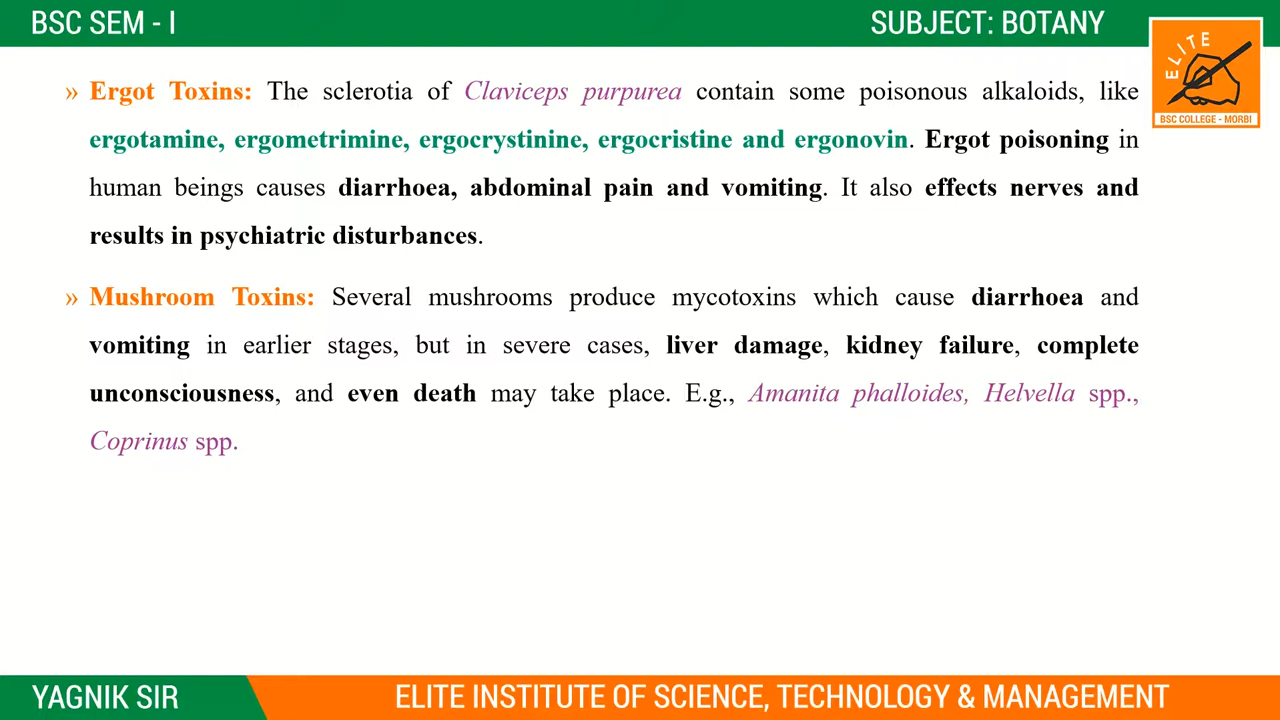 BSC SEM - I
SUBJECT: BOTANY
ELITE
BSC COLLEGE - MORBI
» Ergot Toxins: The sclerotia of Claviceps purpurea contain some poisonous alkaloids, like
ergotamine, ergometrimine, ergocrystinine, ergocristine and ergonovin. Ergot poisoning in
human beings causes diarrhoea, abdominal pain and vomiting. It also effects nerves and
results in psychiatric disturbances.
» Mushroom Toxins: Several mushrooms produce mycotoxins which cause diarrhoea and
vomiting in earlier stages, but in severe cases, liver damage, kidney failure, complete
unconsciousness, and even death may take place. E.g., Amanita phalloides, Helvella spp.,
Coprinus spp.
YAGNIK SIR
ELITE INSTITUTE OF SCIENCE, TECHNOLOGY & MANAGEMENT